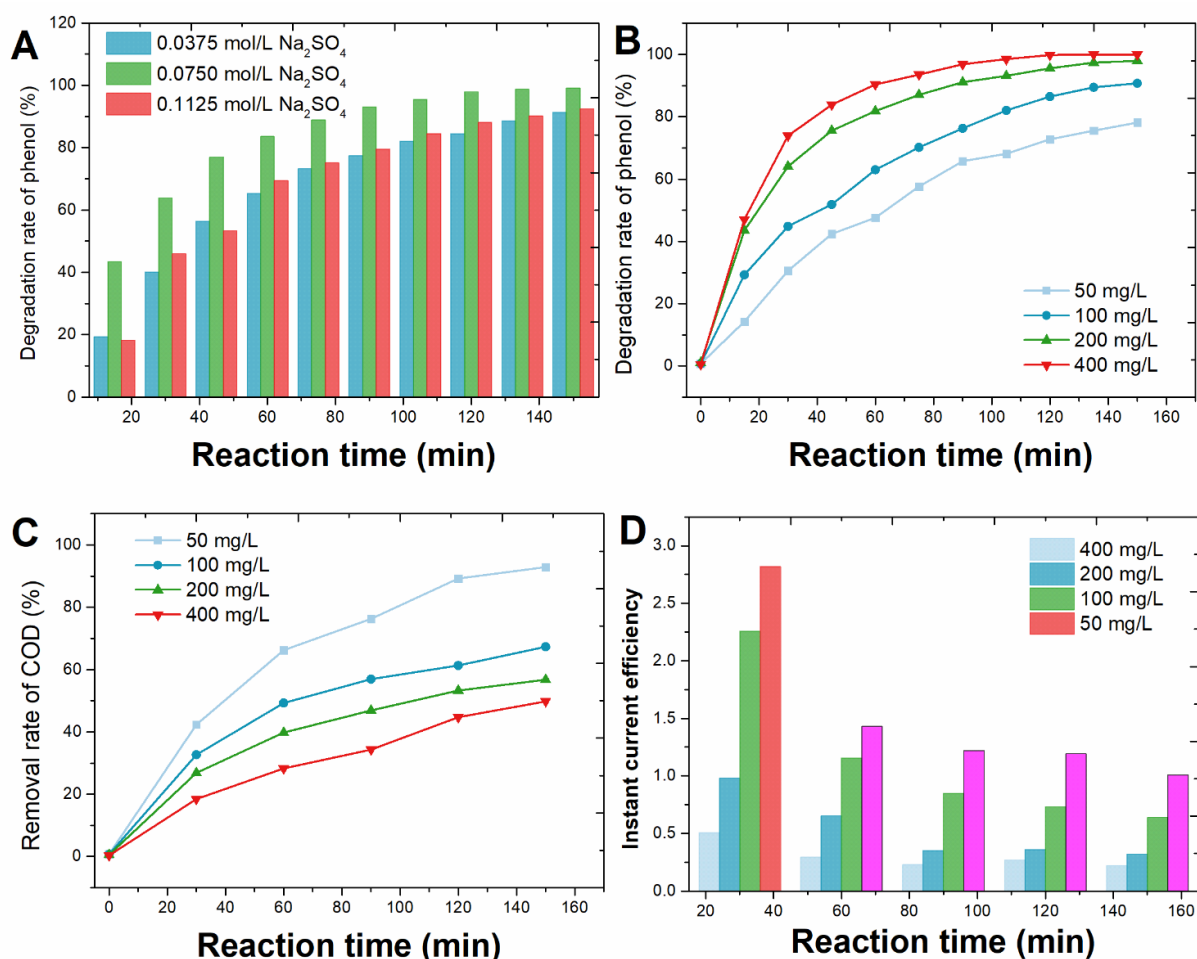 A
0.0375 mol/L Na₂SO₄
0.0750 mol/L Na₂SO₄
0.1125 mol/L Na₂SO₄
Degradation rate of phenol (%)
120
100
80
60
40
20
0
20 40 60 80 100 120 140
Reaction time (min)
B
Degradation rate of phenol (%)
100
80
60
40
20
0
50 mg/L
100 mg/L
200 mg/L
400 mg/L
0 20 40 60 80 100 120 140 160
Reaction time (min)
C
50 mg/L
100 mg/L
200 mg/L
400 mg/L
Removal rate of COD (%)
100
80
60
40
20
0
0 20 40 60 80 100 120 140 160
Reaction time (min)
D
400 mg/L
200 mg/L
100 mg/L
50 mg/L
Instant current efficiency
3.0
2.5
2.0
1.5
1.0
0.5
0.0
20 40 60 80 100 120 140 160
Reaction time (min)